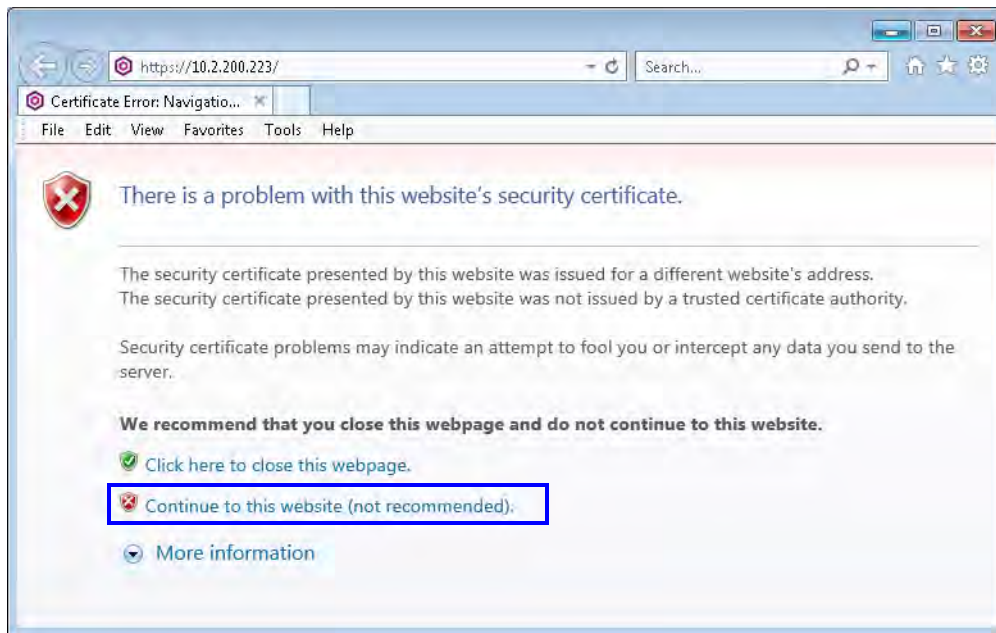 https://10.2.200.223/
Search...
Certificate Error: Navigatio...
File Edit View Favorites Tools Help
There is a problem with this website's security certificate.
The security certificate presented by this website was issued for a different website's address.
The security certificate presented by this website was not issued by a trusted certificate authority.
Security certificate problems may indicate an attempt to fool you or intercept any data you send to the
server.
We recommend that you close this webpage and do not continue to this website.
Click here to close this webpage.
Continue to this website (not recommended).
More information